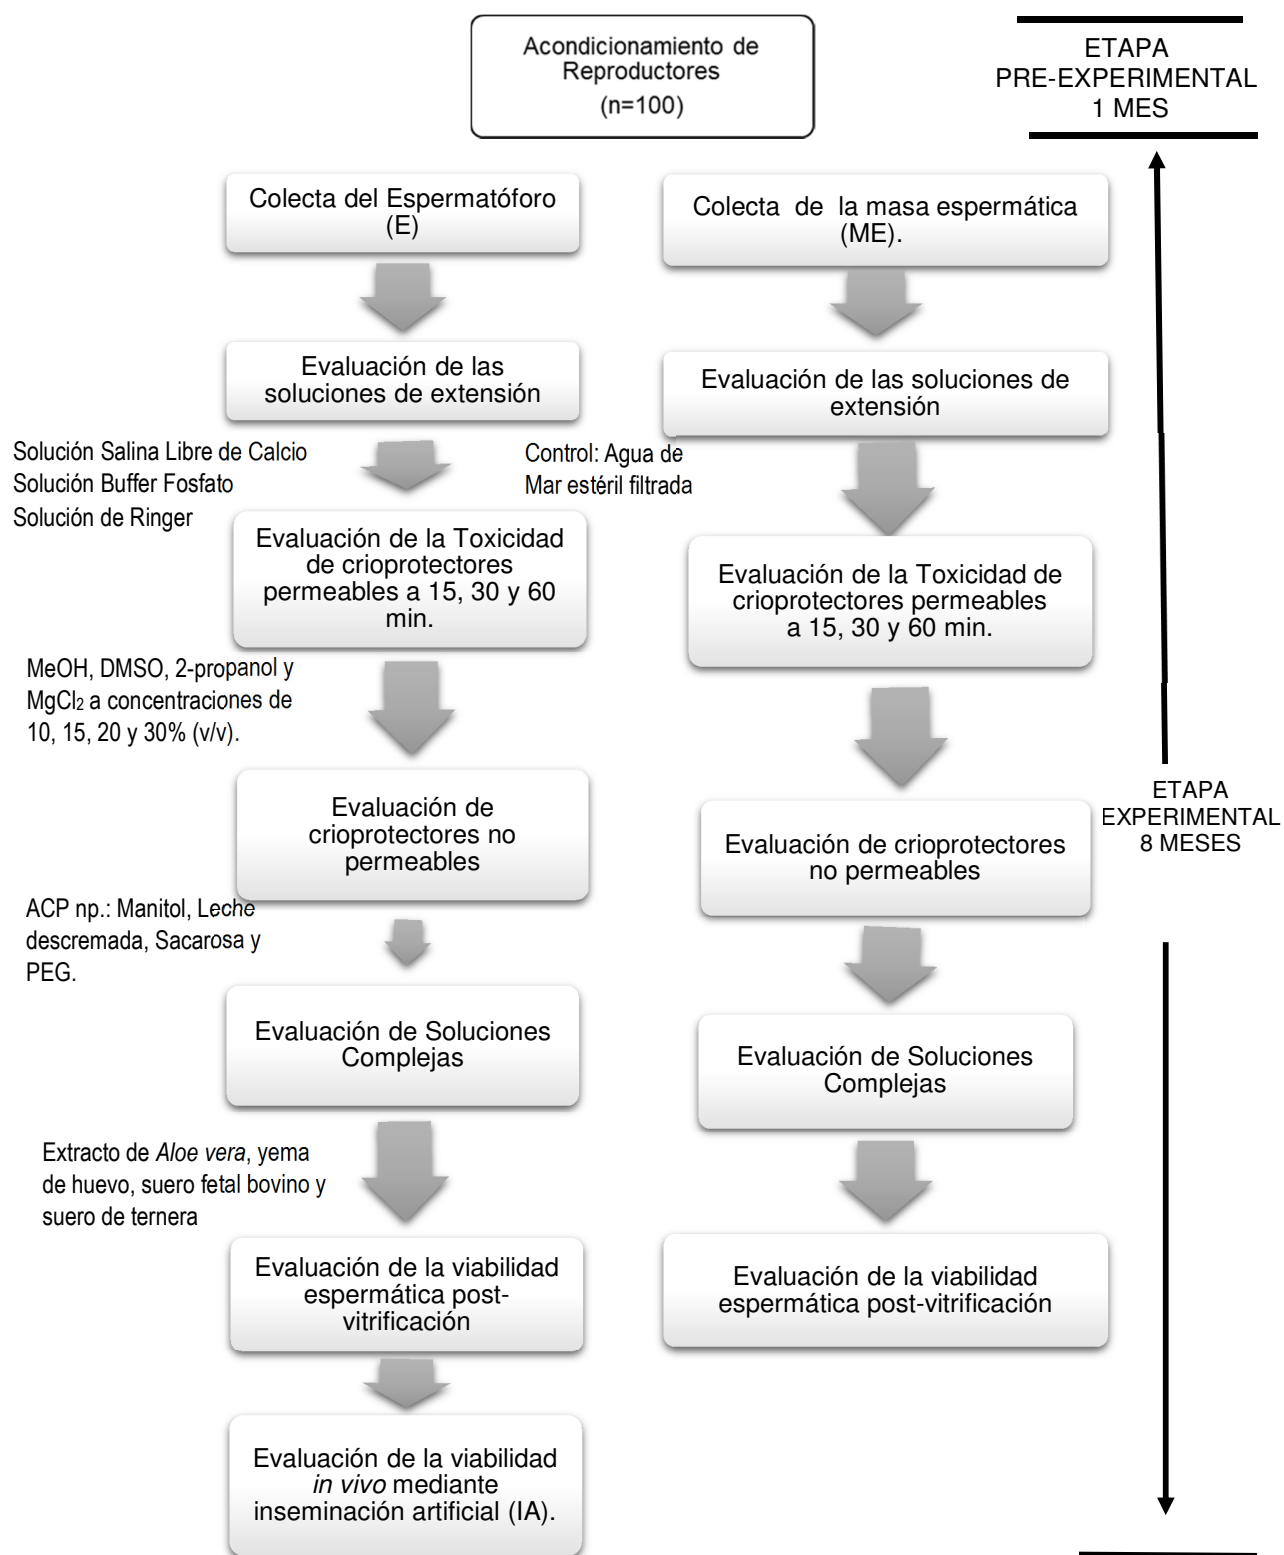 Acondicionamiento de
Reproductores
(n=100)
ETAPA
PRE-EXPERIMENTAL
1 MES
Colecta del Espermatóforo
(E)
Colecta de la masa espermática
(ME).
Evaluación de las
soluciones de extensión
Evaluación de las soluciones de
extensión
Solución Salina Libre de Calcio
Solución Buffer Fosfato
Solución de Ringer
Control: Agua de
Mar estéril filtrada
Evaluación de la Toxicidad
de crioprotectores
permeables a 15, 30 y 60
min.
Evaluación de la Toxicidad de
crioprotectores permeables
a 15, 30 y 60 min.
MeOH, DMSO, 2-propanol y
MgCl₂ a concentraciones de
10, 15, 20 y 30% (v/v).
Evaluación de
crioprotectores no
permeables
Evaluación de crioprotectores
no permeables
ETAPA
EXPERIMENTAL
8 MESES
ACP np.: Manitol, Leche
descremada, Sacarosa y
PEG.
Evaluación de Soluciones
Complejas
Evaluación de Soluciones
Complejas
Extracto de Aloe vera, yema
de huevo, suero fetal bovino y
suero de ternera
Evaluación de la viabilidad
espermática post-
vitrificación
Evaluación de la viabilidad
espermática post-vitrificación
Evaluación de la viabilidad
in vivo mediante
inseminación artificial (IA).